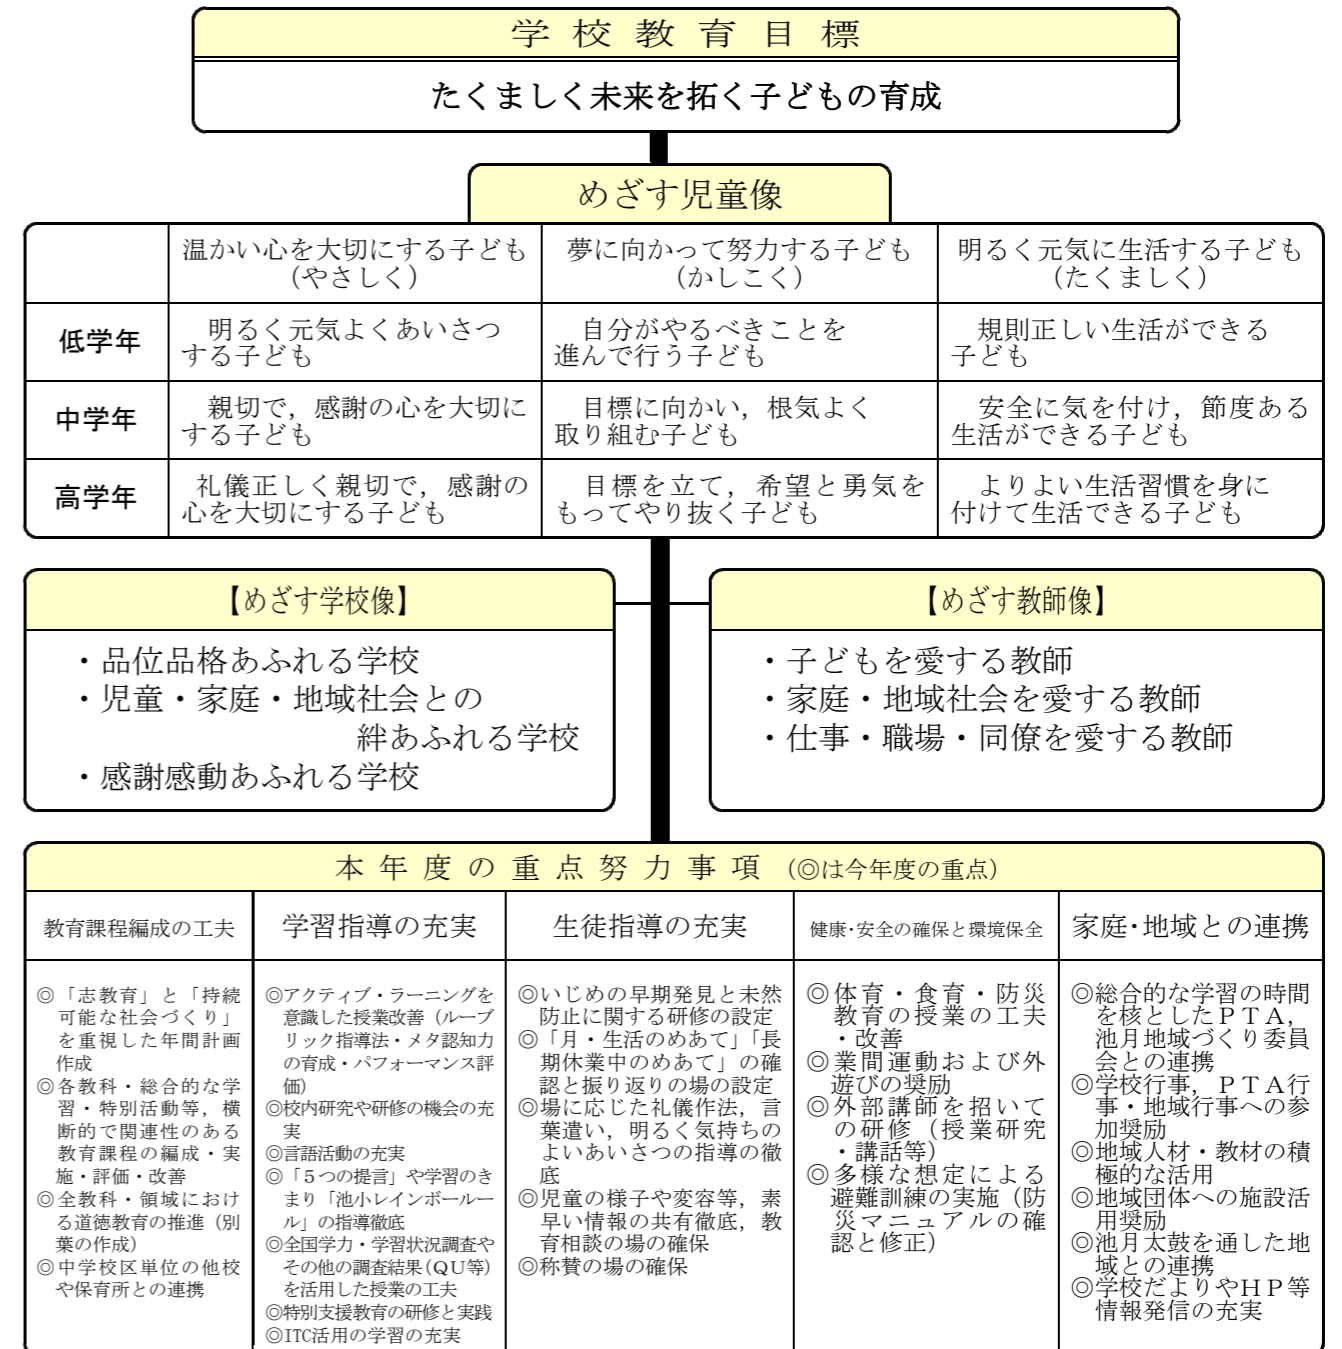 学校教育目標
たくましく未来を拓く子どもの育成
めざす児童像
温かい心を大切にする子ども
（やさしく）
夢に向かって努力する子ども
（かしこく）
明るく元気に生活する子ども
（たくましく）
低学年
明るく元気よくあいさつ
する子ども
自分がやるべきことを
進んで行う子ども
規則正しい生活ができる
子ども
中学年
親切で，感謝の心を大切に
する子ども
目標に向かい，根気よく
取り組む子ども
安全に気を付け，節度ある
生活ができる子ども
高学年
礼儀正しく親切で，感謝の
心を大切にする子ども
目標を立て，希望と勇気を
もってやり抜く子ども
よりよい生活習慣を身に
付けて生活できる子ども
【めざす学校像】
・品位品格あふれる学校
・児童・家庭・地域社会との
絆あふれる学校
・感謝感動あふれる学校
【めざす教師像】
・子どもを愛する教師
・家庭・地域社会を愛する教師
・仕事・職場・同僚を愛する教師
本年度の重点努力事項（◎は今年度の重点）
教育課程編成の工夫
◎「志教育」と「持続
可能な社会づくり」
を重視した年間計画
作成
◎各教科・総合的な学
習・特別活動等，横
断的で関連性のある
教育課程の編成・実
施・評価・改善
◎全教科・領域におけ
る道徳教育の推進（別
葉の作成）
◎中学校区単位の他校
や保育所との連携
学習指導の充実
◎アクティブ・ラーニングを
意識した授業改善（ルーブ
リック指導法・メタ認知力
の育成・パフォーマンス評
価）
◎校内研究や研修の機会の充
実
◎言語活動の充実
◎「５つの提言」や学習のき
まり「池小レインボールー
ル」の指導徹底
◎全国学力・学習状況調査や
その他の調査結果（ＱＵ等）
を活用した授業の工夫
◎特別支援教育の研修と実践
◎ITC活用の学習の充実
生徒指導の充実
◎いじめの早期発見と未然
防止に関する研修の設定
◎「月・生活のめあて」「長
期休業中のめあて」の確
認と振り返りの場の設定
◎場に応じた礼儀作法，言
葉遣い，明るく気持ちの
よいあいさつの指導の徹
底
◎児童の様子や変容等，素
早い情報の共有徹底，教
育相談の場の確保
◎称賛の場の確保
健康・安全の確保と環境保全
◎体育・食育・防災
教育の授業の工夫
・改善
◎業間運動および外
遊びの奨励
◎外部講師を招いて
の研修（授業研究
・講話等）
◎多様な想定による
避難訓練の実施（防
災マニュアルの確
認と修正）
家庭・地域との連携
◎総合的な学習の時間
を核としたＰＴＡ，
池月地域づくり委員
会との連携
◎学校行事，ＰＴＡ行
事・地域行事への参
加奨励
◎地域人材・教材の積
極的な活用
◎地域団体への施設活
用奨励
◎池月太鼓を通した地
域との連携
◎学校だよりやＨＰ等
情報発信の充実